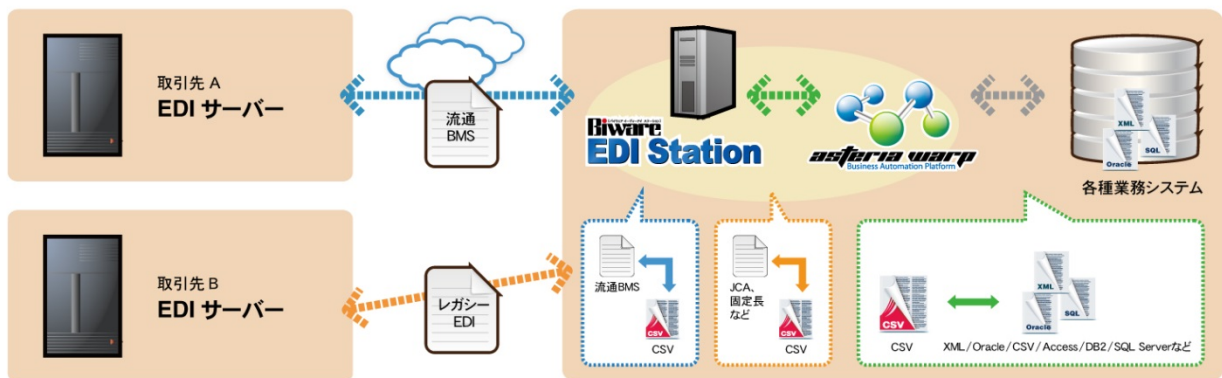 取引先 A
EDI サーバー
流通
BMS
Biware
EDI Station
asteria warp
Business Automation Platform
XML
SQL
Oracle
各種業務システム
取引先 B
EDI サーバー
レガシー
EDI
流通BMS
CSV
CSV
JCA、
固定長
など
CSV
CSV
CSV
CSV
XML
SQL
Oracle
XML/Oracle/CSV/Access/DB2/SQL Serverなど